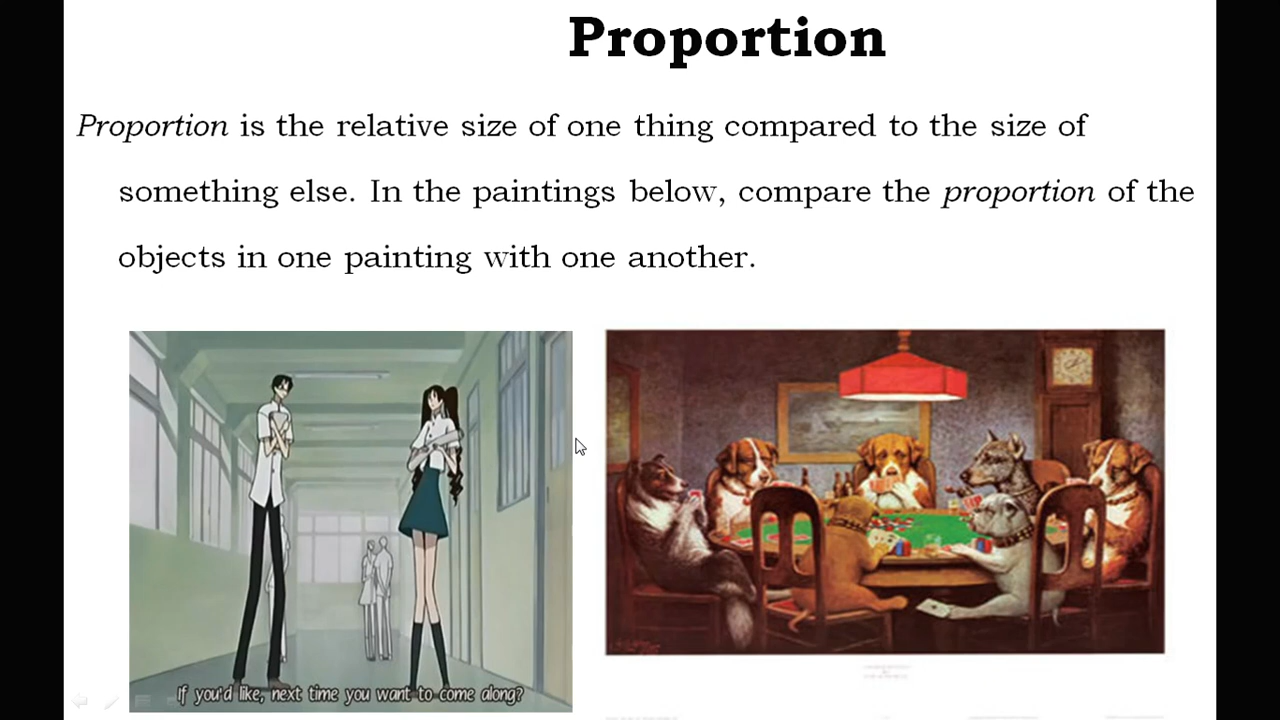 Proportion
Proportion is the relative size of one thing compared to the size of
something else. In the paintings below, compare the proportion of the
objects in one painting with one another.
If you'd like, next time you want to come along?